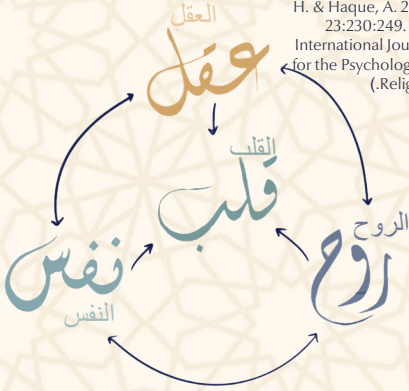 العقل
H. & Haque, A. 2
23:230:249.
International Jou
for the Psycholog
(.Relig
عقل
القلب
قلب
الروح
روح
نفس
النفس